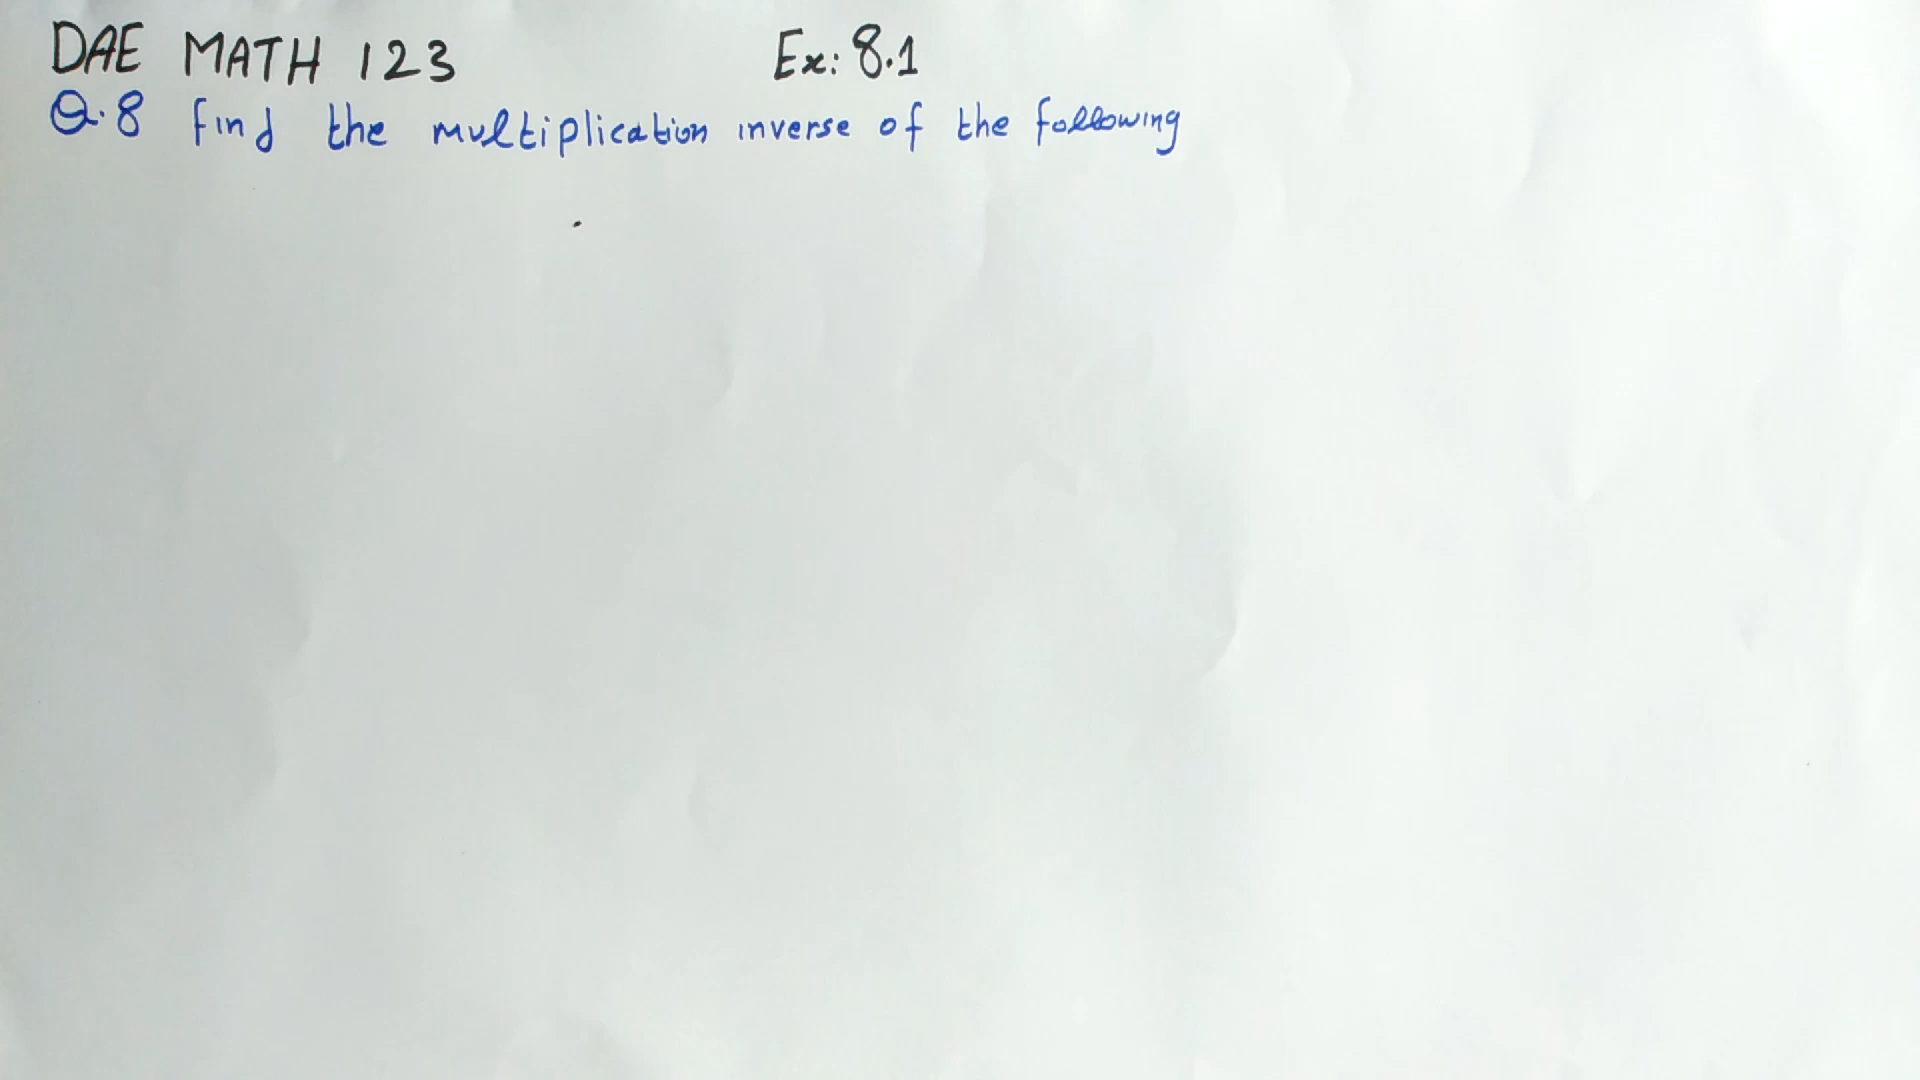 DAE MATH 123 Ex: 8.1
Q.8 find the multiplication inverse of the following